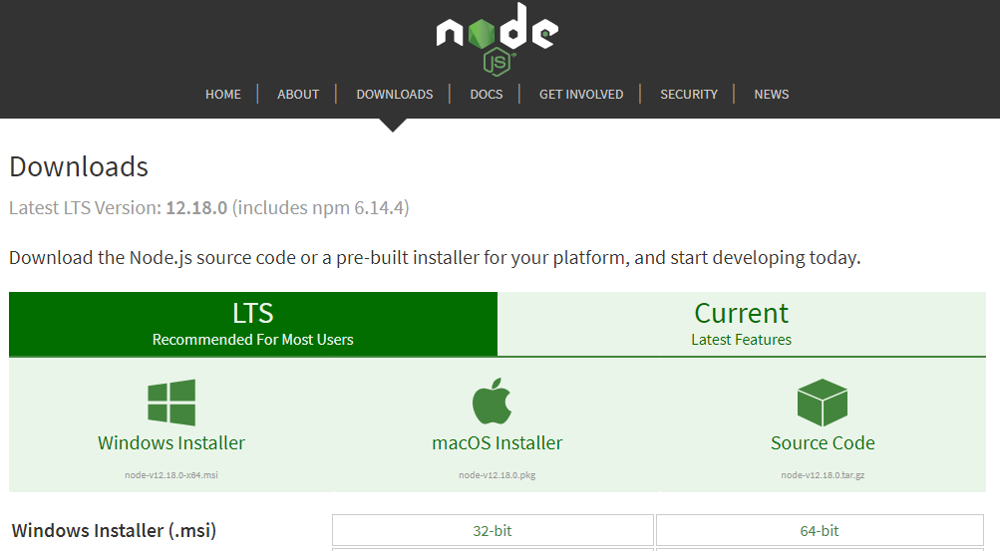 node
JS
HOME ABOUT DOWNLOADS DOCS GET INVOLVED SECURITY NEWS
Downloads
Latest LTS Version: 12.18.0 (includes npm 6.14.4)
Download the Node.js source code or a pre-built installer for your platform, and start developing today.
LTS
Recommended For Most Users
Current
Latest Features
Windows Installer
node-v12.18.0-x64.msi
macOS Installer
node-v12.18.0.pkg
Source Code
node-v12.18.0.tar.gz
Windows Installer (.msi) 32-bit 64-bit